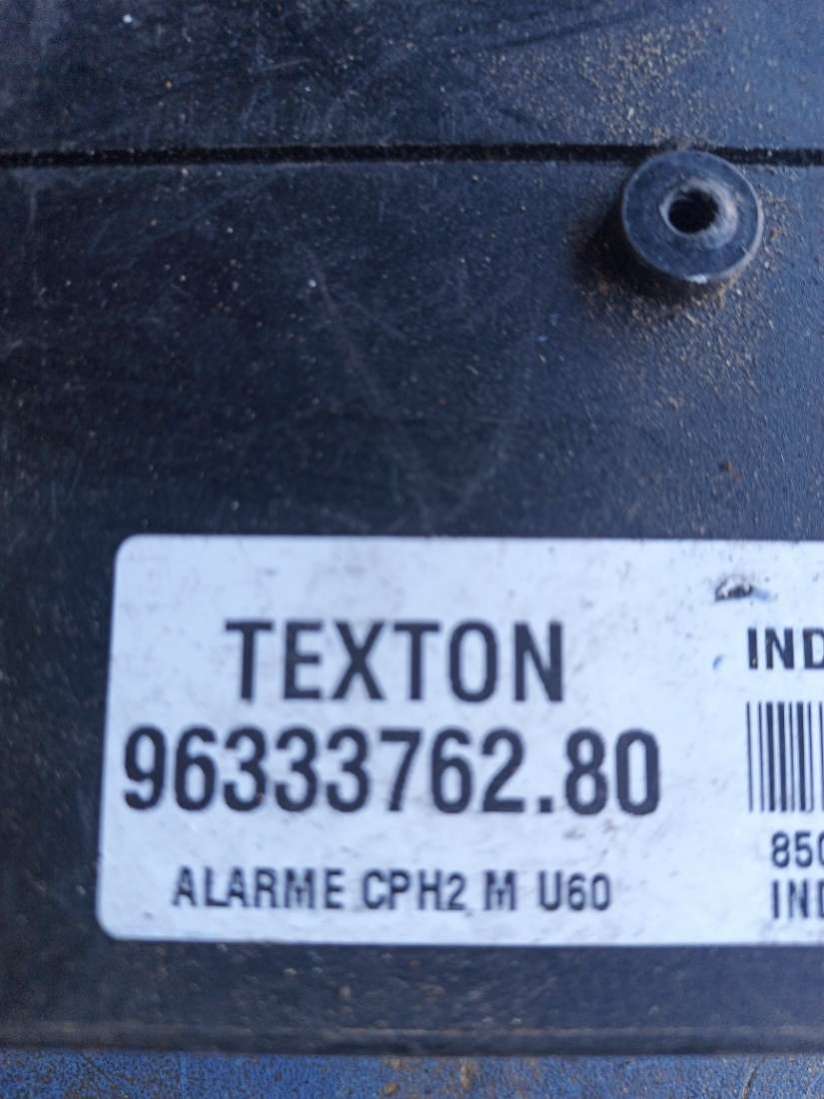 TEXTON
96333762.80
ALARME CPH2 M U60
IND
850
IND